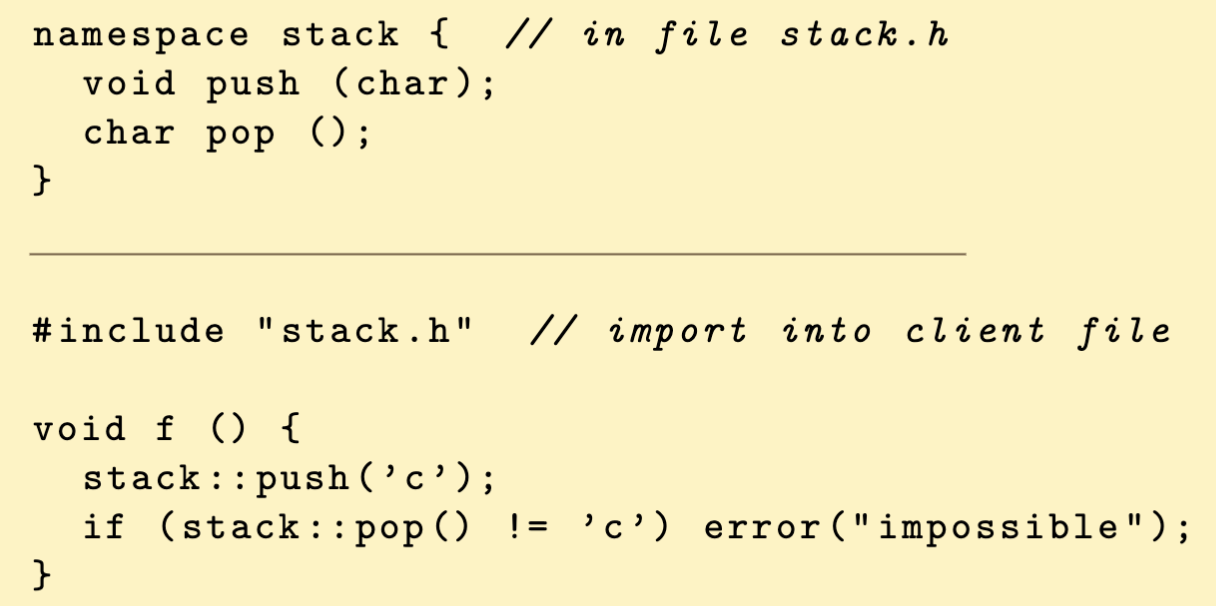 namespace stack {  // in file stack.h
  void push (char);
  char pop ();
}
#include "stack.h"  // import into client file
void f () {
  stack::push(’c’);
  if (stack::pop() != ’c’) error("impossible");
}